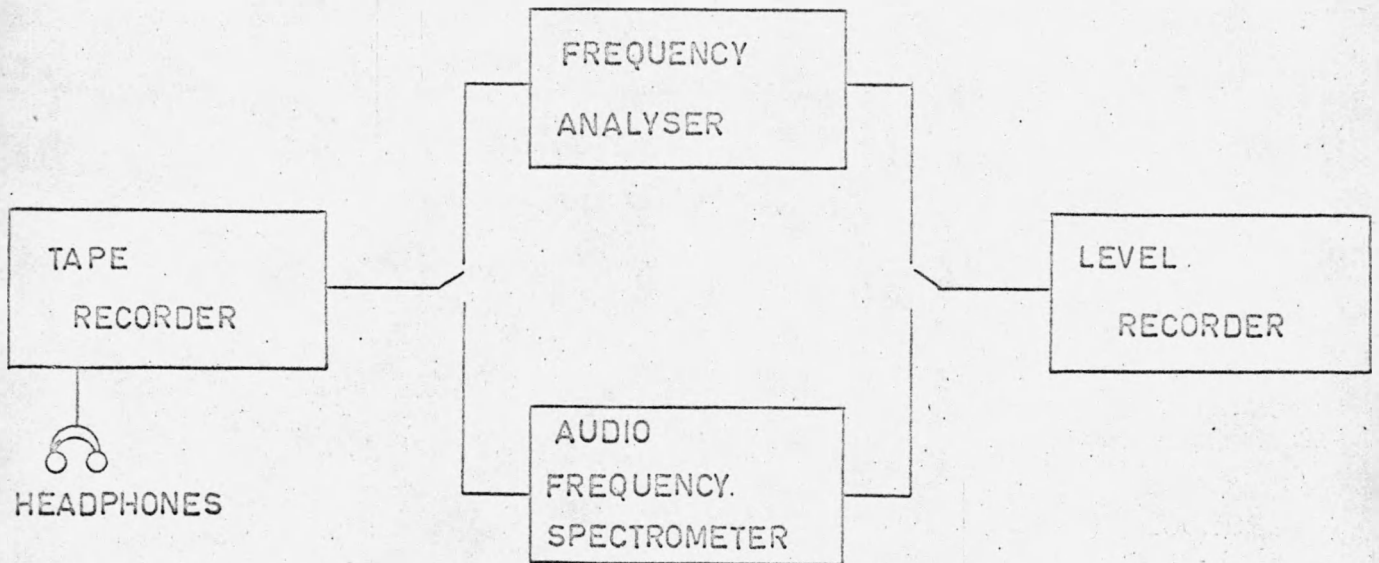 FREQUENCY
ANALYSER
TAPE
RECORDER
HEADPHONES
LEVEL.
RECORDER
AUDIO
FREQUENCY.
SPECTROMETER